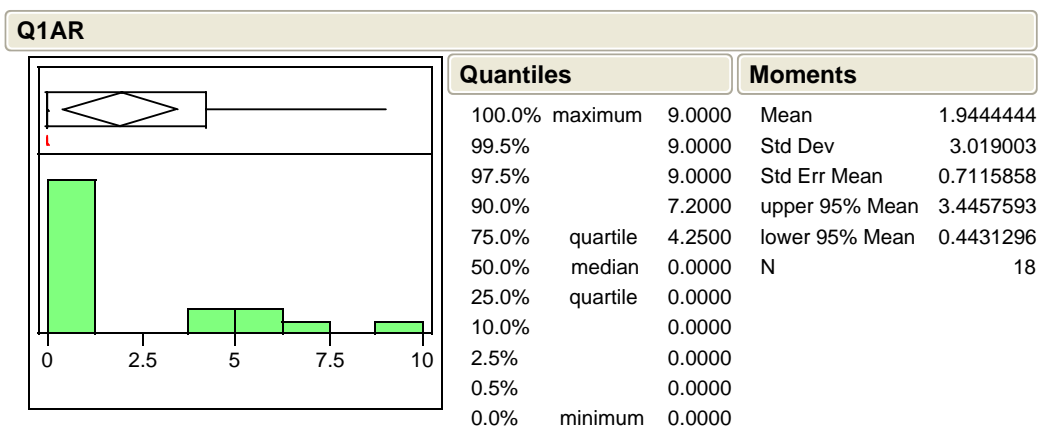 Q1AR
0 2.5 5 7.5 10
Quantiles
100.0% maximum 9.0000
99.5% 9.0000
97.5% 9.0000
90.0% 7.2000
75.0% quartile 4.2500
50.0% median 0.0000
25.0% quartile 0.0000
10.0% 0.0000
2.5% 0.0000
0.5% 0.0000
0.0% minimum 0.0000
Moments
Mean 1.9444444
Std Dev 3.019003
Std Err Mean 0.7115858
upper 95% Mean 3.4457593
lower 95% Mean 0.4431296
N 18